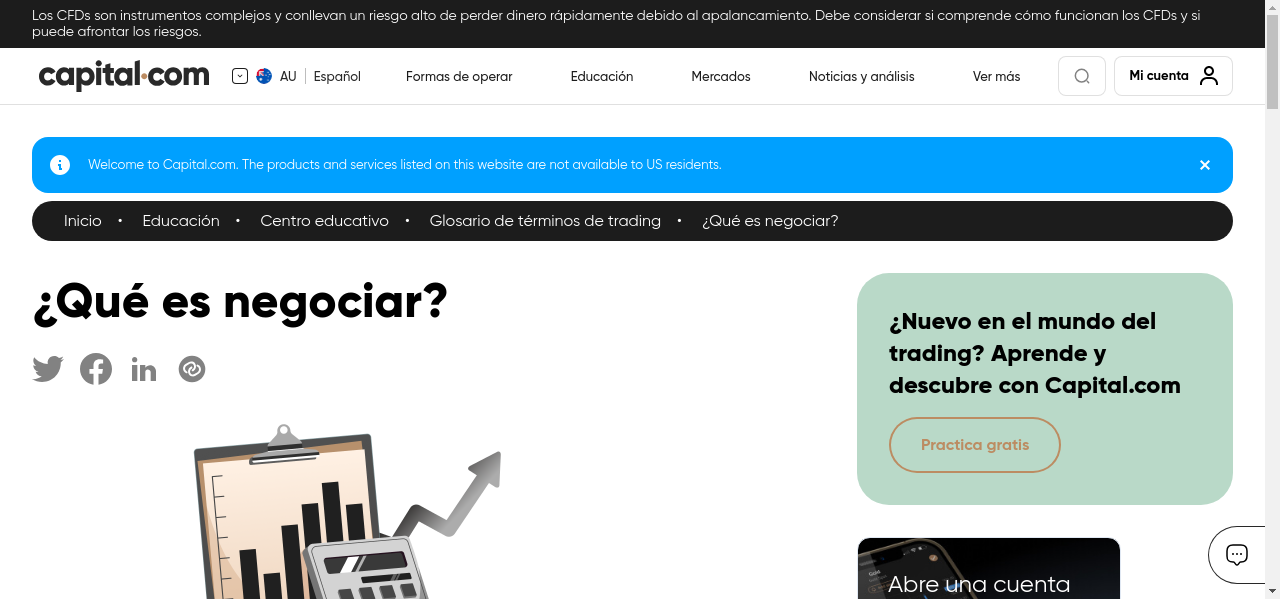 Los CFDs son instrumentos complejos y conllevan un riesgo alto de perder dinero rápidamente debido al apalancamiento. Debe considerar si comprende cómo funcionan los CFDs y si
puede afrontar los riesgos.
capital.com
AU
Español
Formas de operar
Educación
Mercados
Noticias y análisis
Ver más
Mi cuenta
Welcome to Capital.com. The products and services listed on this website are not available to US residents.
Inicio • Educación • Centro educativo • Glosario de términos de trading • ¿Qué es negociar?
¿Qué es negociar?
¿Nuevo en el mundo del
trading? Aprende y
descubre con Capital.com
Practica gratis
Abre una cuenta